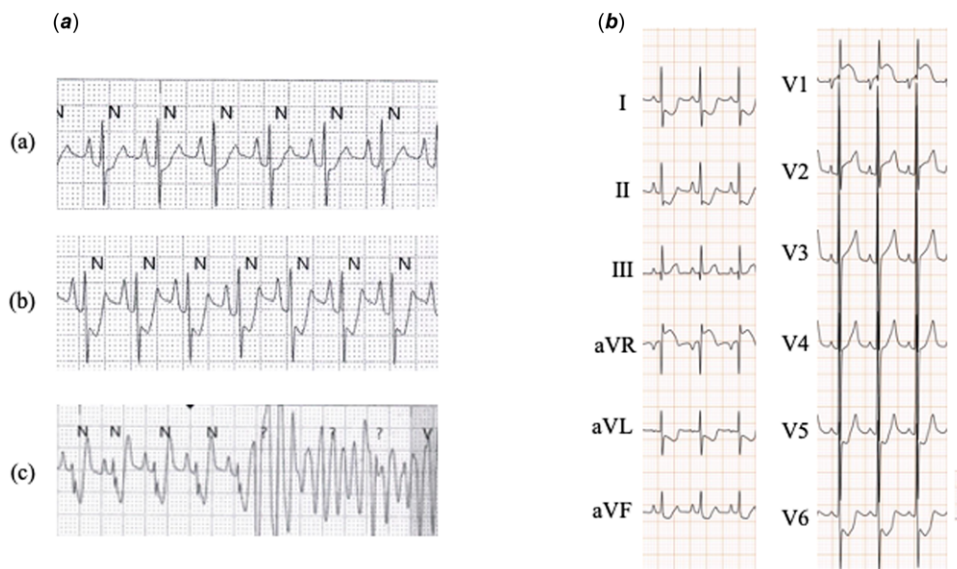 (a)
(a)
N N N N N N N
(b)
N N N N N N N
(c)
N N N N ? ? ? V
(b)
I
II
III
aVR
aVL
aVF
V1
V2
V3
V4
V5
V6